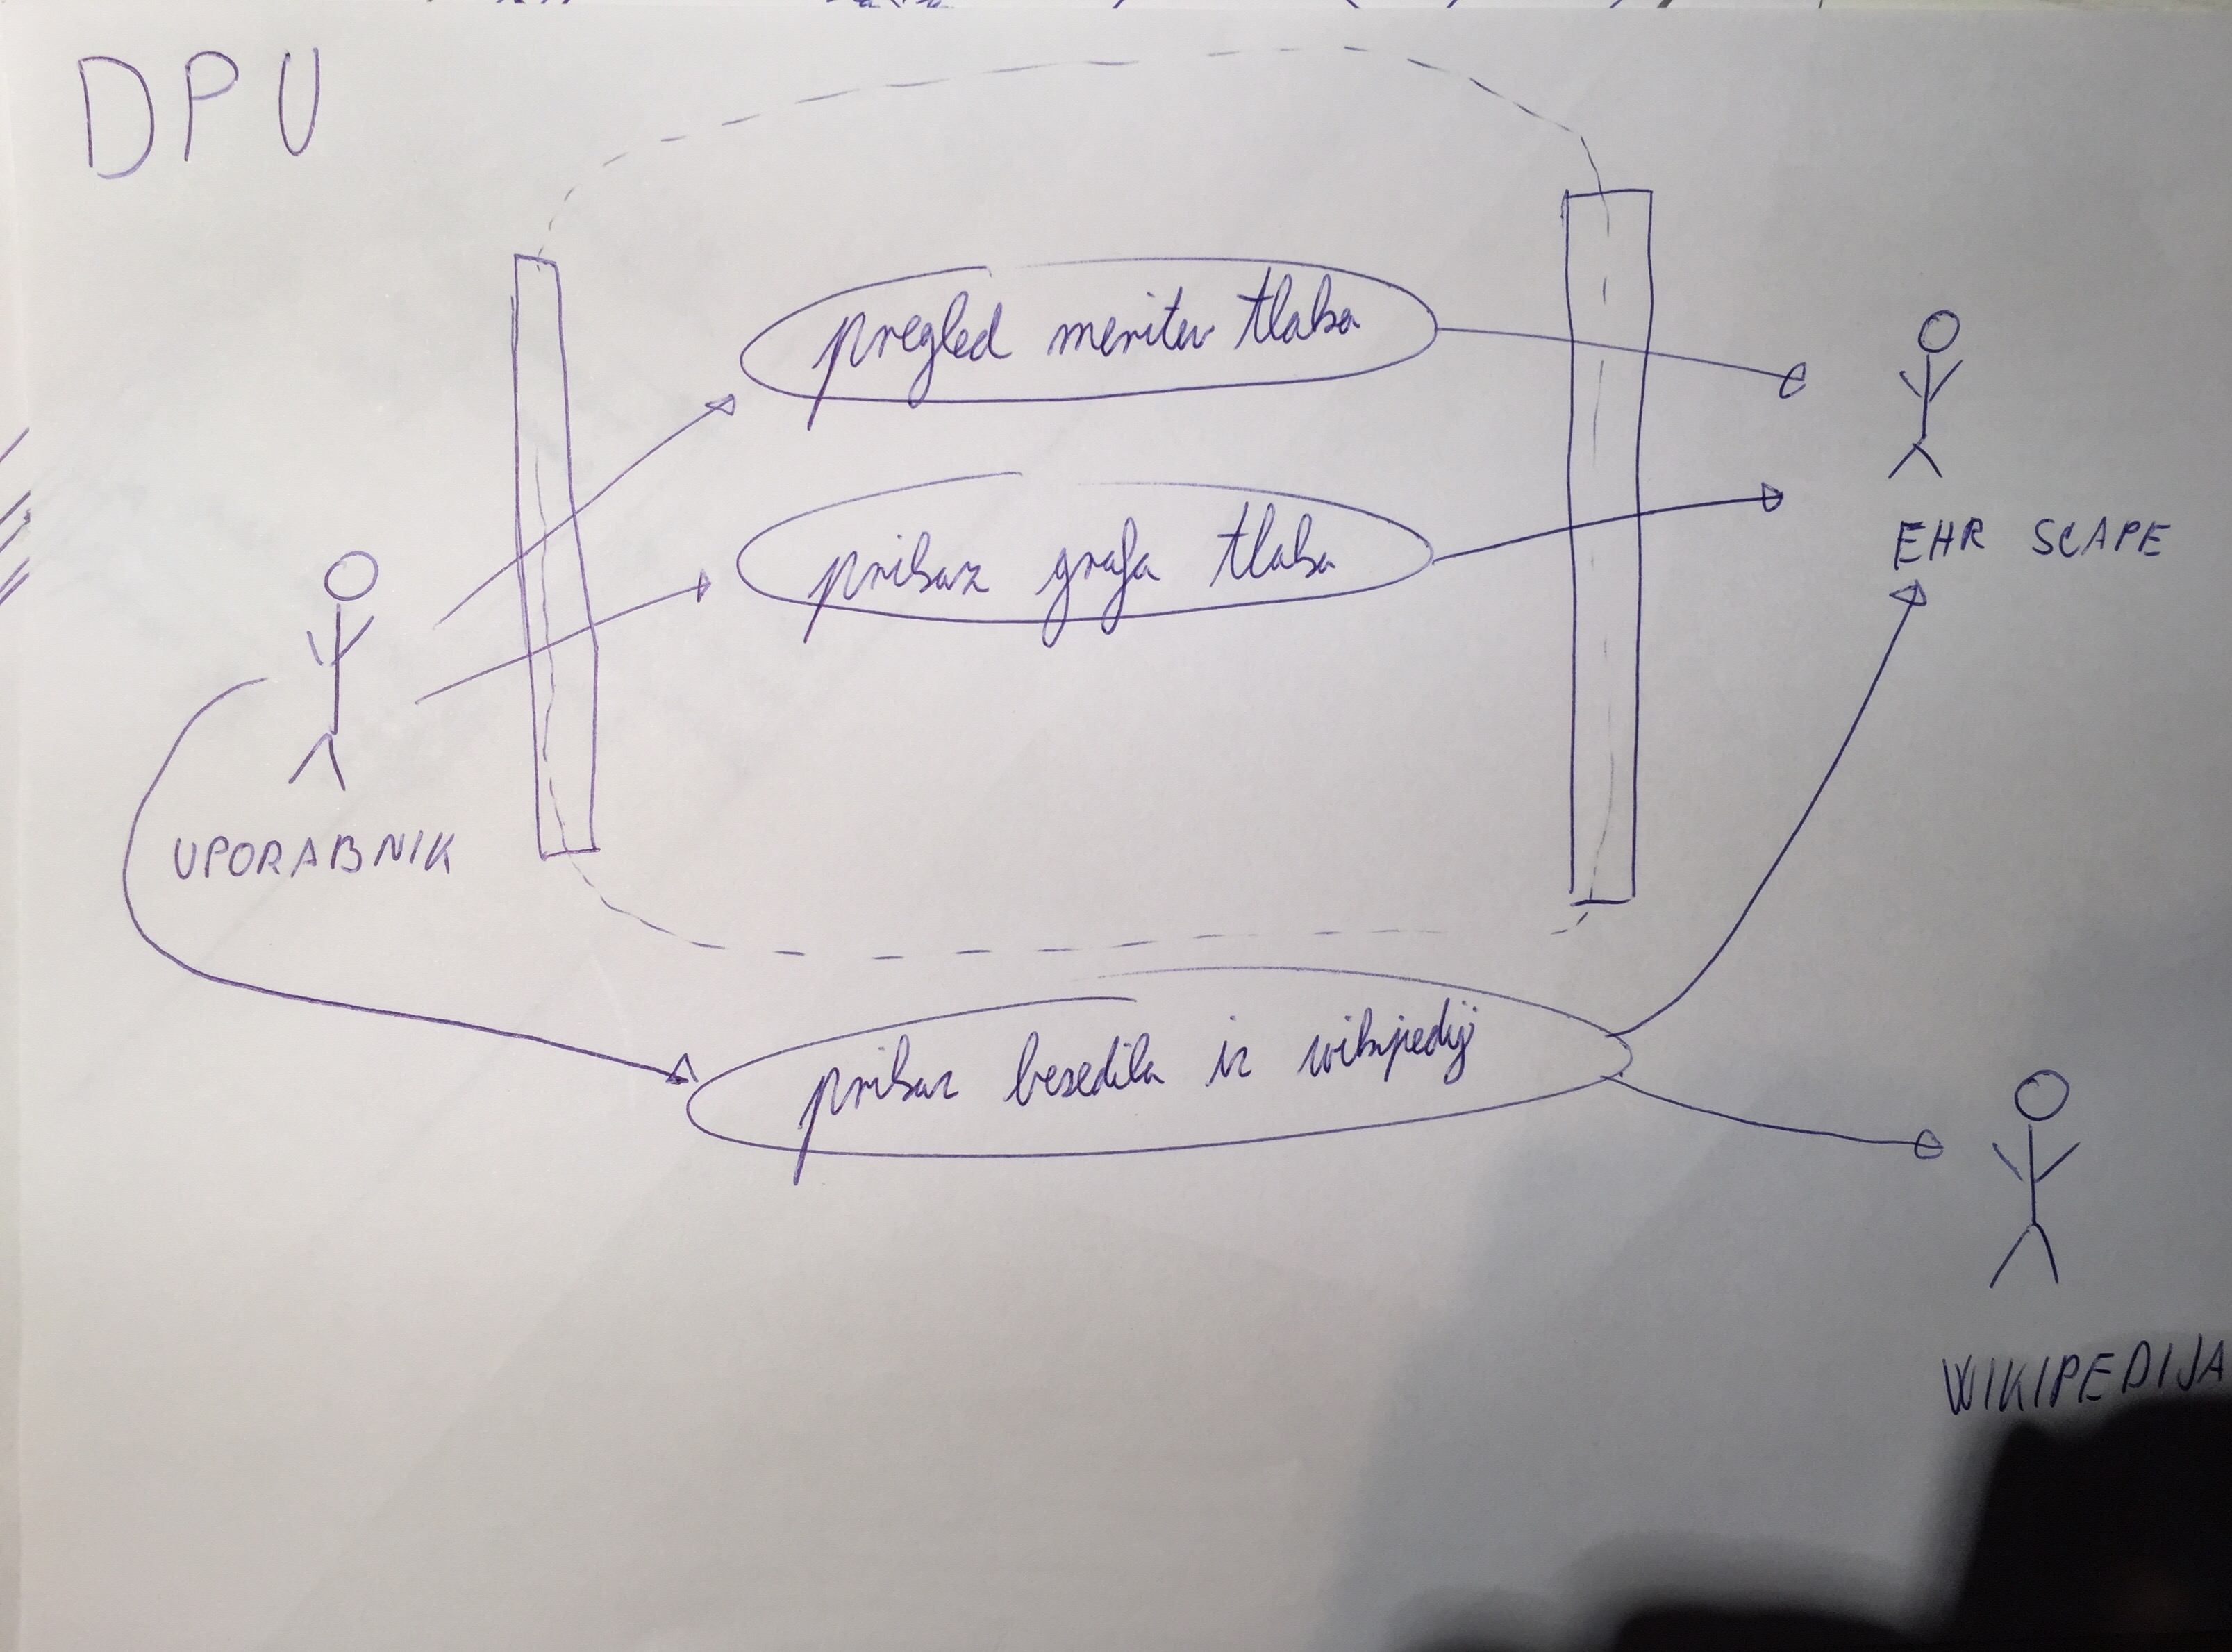 DPU
pregled meritev tlaka
prikaz grafa tlaka
EHR SCAPE
UPORABNIK
prikaz besedila iz wikipedij
WIKIPEDIJA